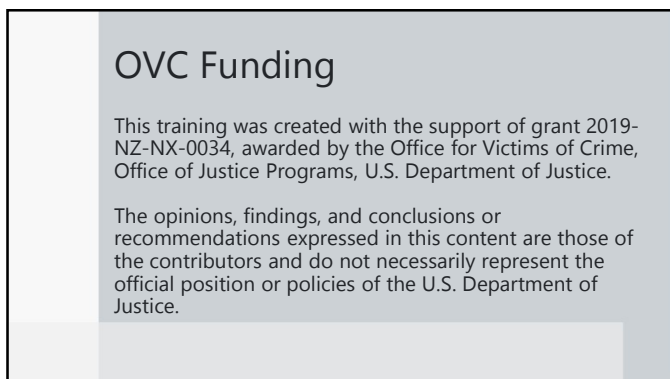 OVC Funding
This training was created with the support of grant 2019-
NZ-NX-0034, awarded by the Office for Victims of Crime,
Office of Justice Programs, U.S. Department of Justice.
The opinions, findings, and conclusions or
recommendations expressed in this content are those of
the contributors and do not necessarily represent the
official position or policies of the U.S. Department of
Justice.